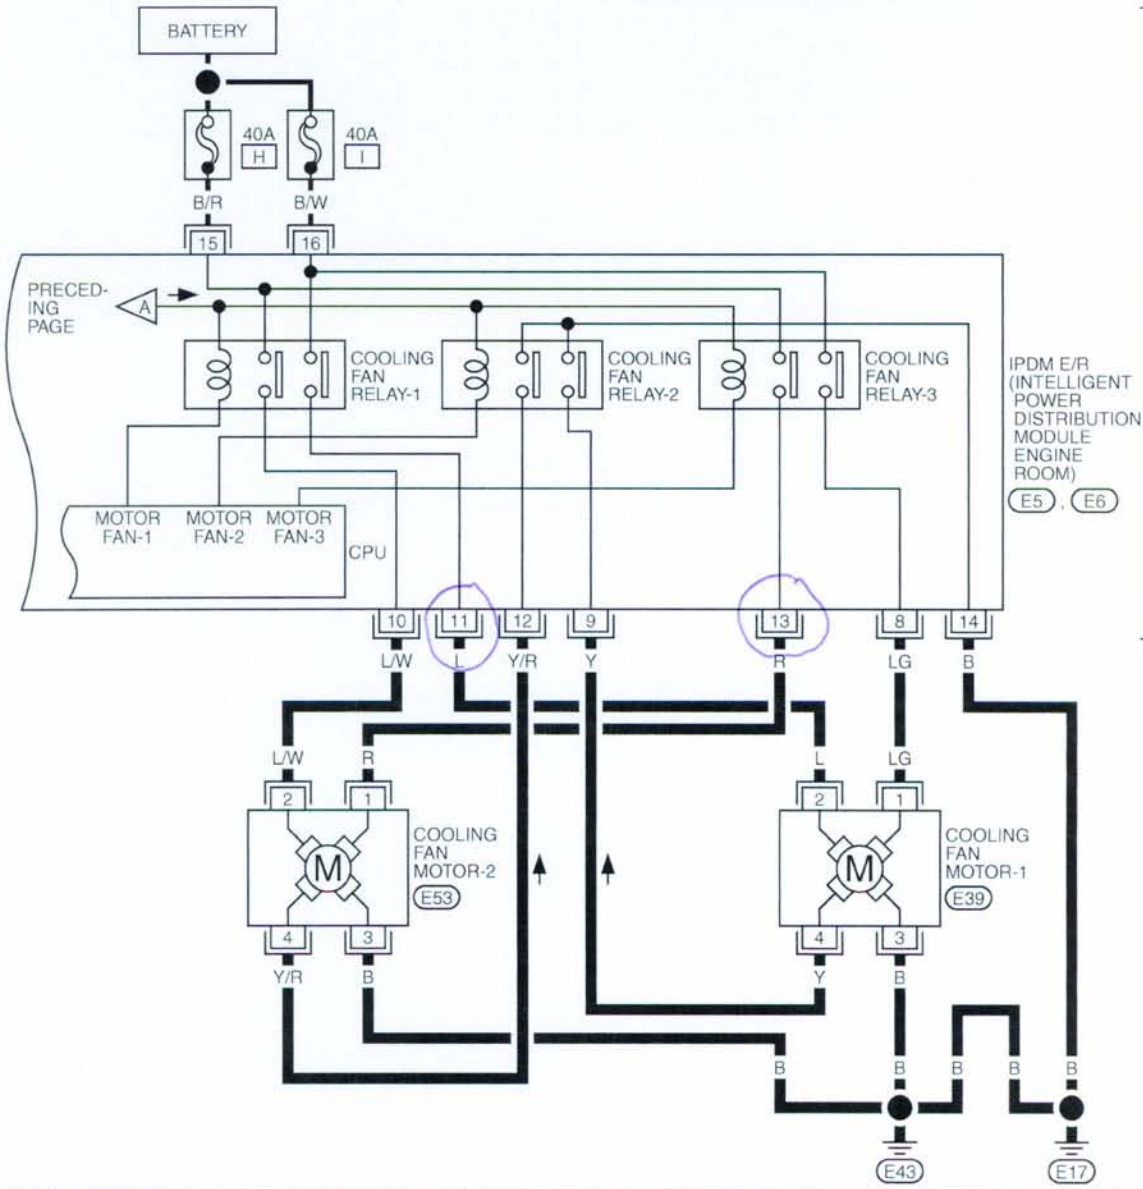 BATTERY
40A
H
40A
I
B/R
B/W
15
16
PRECED-
ING
PAGE
A
COOLING
FAN
RELAY-1
COOLING
FAN
RELAY-2
COOLING
FAN
RELAY-3
IPDM E/R
(INTELLIGENT
POWER
DISTRIBUTION
MODULE
ENGINE
ROOM)
E5 , E6
MOTOR
FAN-1
MOTOR
FAN-2
MOTOR
FAN-3
CPU
10 11 12 9 13 8 14
L/W L Y/R Y R LG B
L/W R L LG
2 1 2 1
COOLING
FAN
MOTOR-2
E53
M
COOLING
FAN
MOTOR-1
E39
M
4 3 4 3
Y/R B Y B
B B B B B
E43 E17